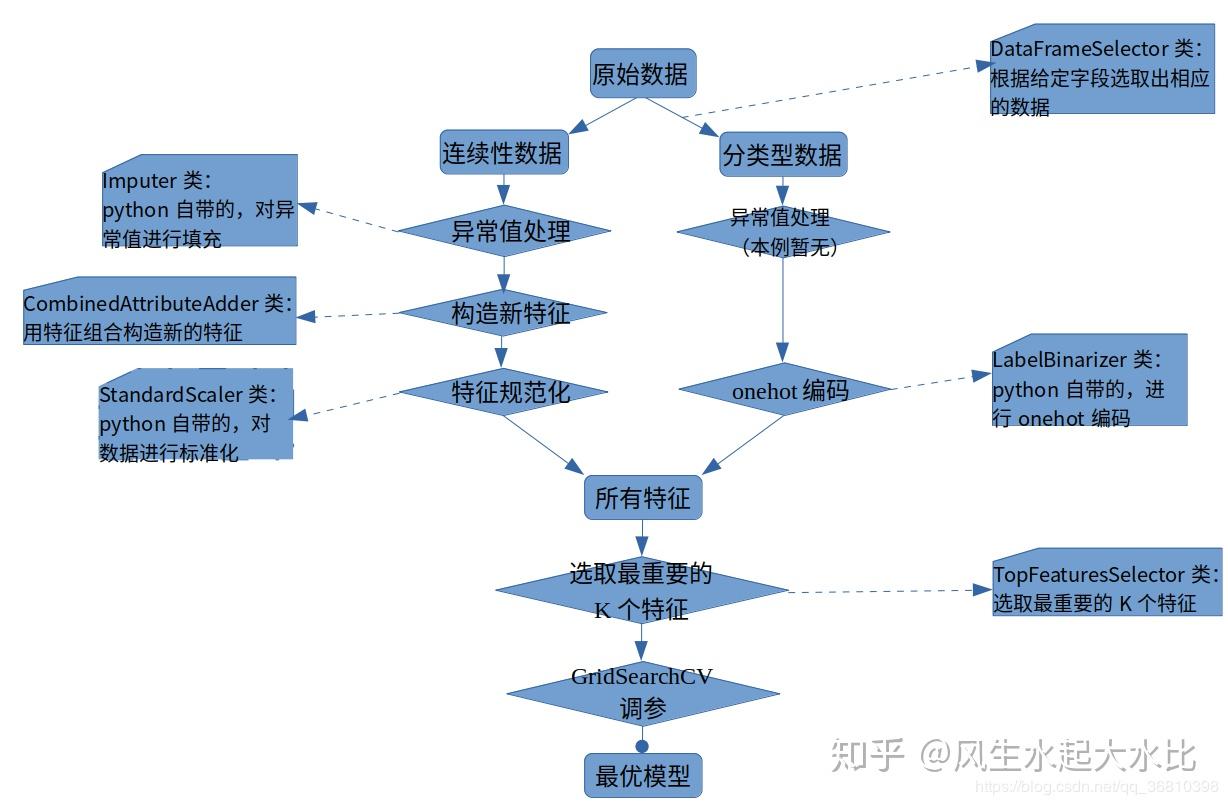 原始数据
DataFrameSelector 类：
根据给定字段选取出相应
的数据
连续性数据
分类型数据
Imputer 类：
python 自带的，对异
常值进行填充
异常值处理
异常值处理
（本例暂无）
CombinedAttributeAdder 类：
用特征组合构造新的特征
构造新特征
StandardScaler 类：
python 自带的，对
数据进行标准化
特征规范化
onehot 编码
LabelBinarizer 类：
python 自带的，进
行 onehot 编码
所有特征
选取最重要的
K 个特征
TopFeaturesSelector 类：
选取最重要的 K 个特征
GridSearchCV
调参
最优模型
知乎 @风生水起大水比
https://blog.csdn.net/qq_36810398